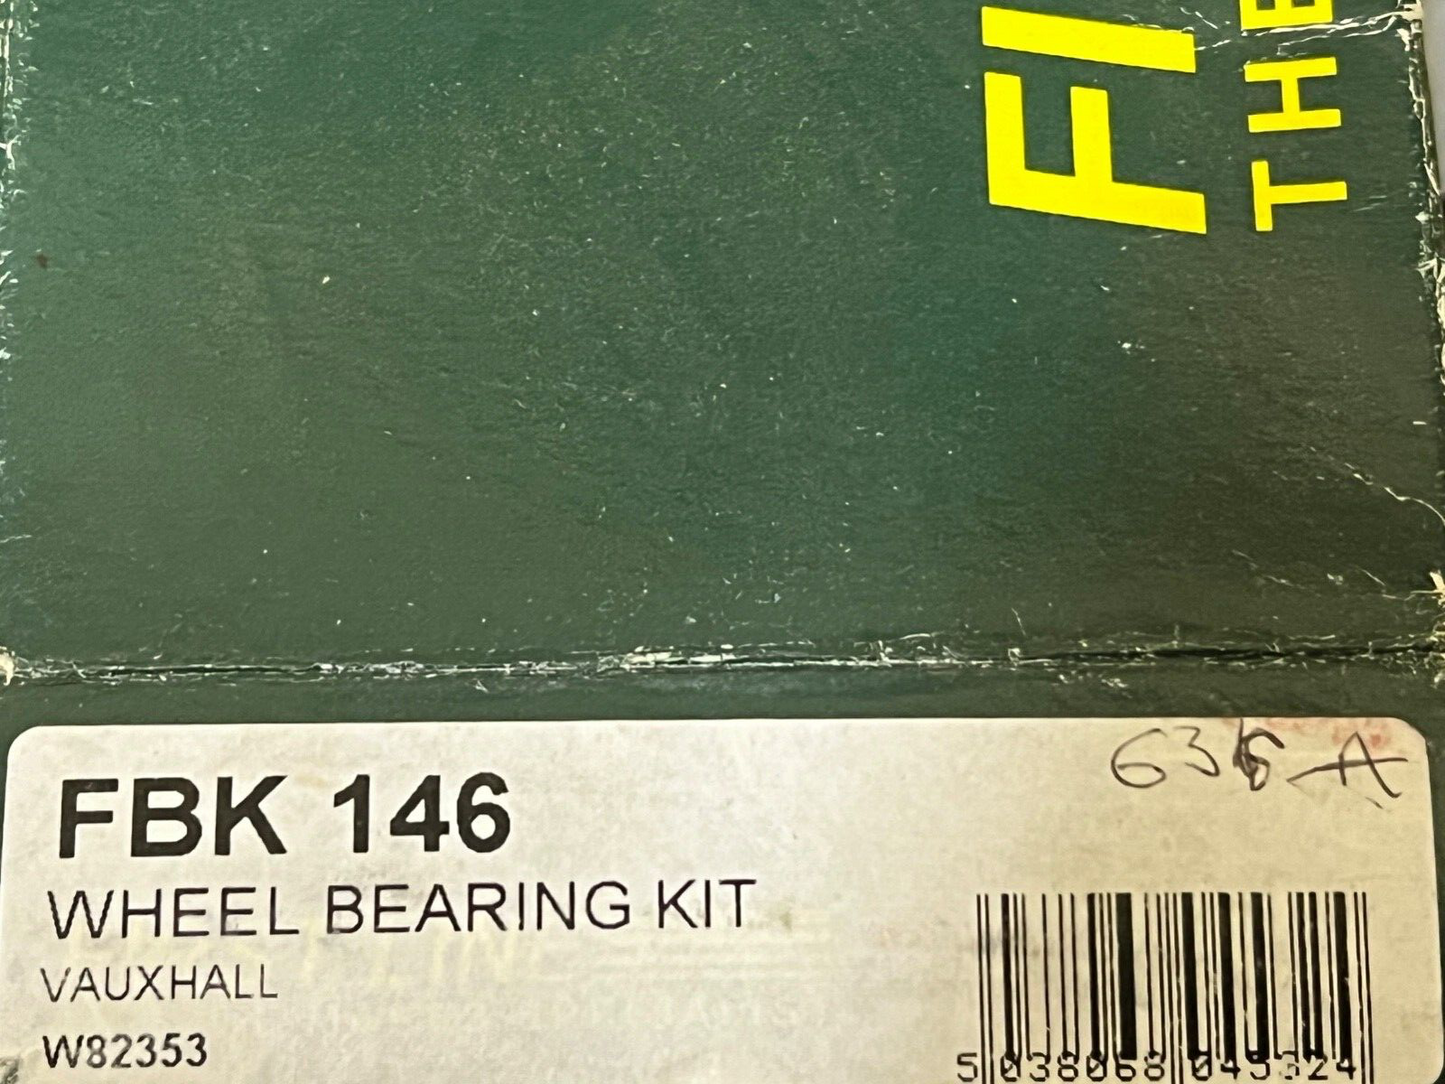 FI
THE
636 A
FBK 146
WHEEL BEARING KIT
VAUXHALL
W82353
5 038068 045324